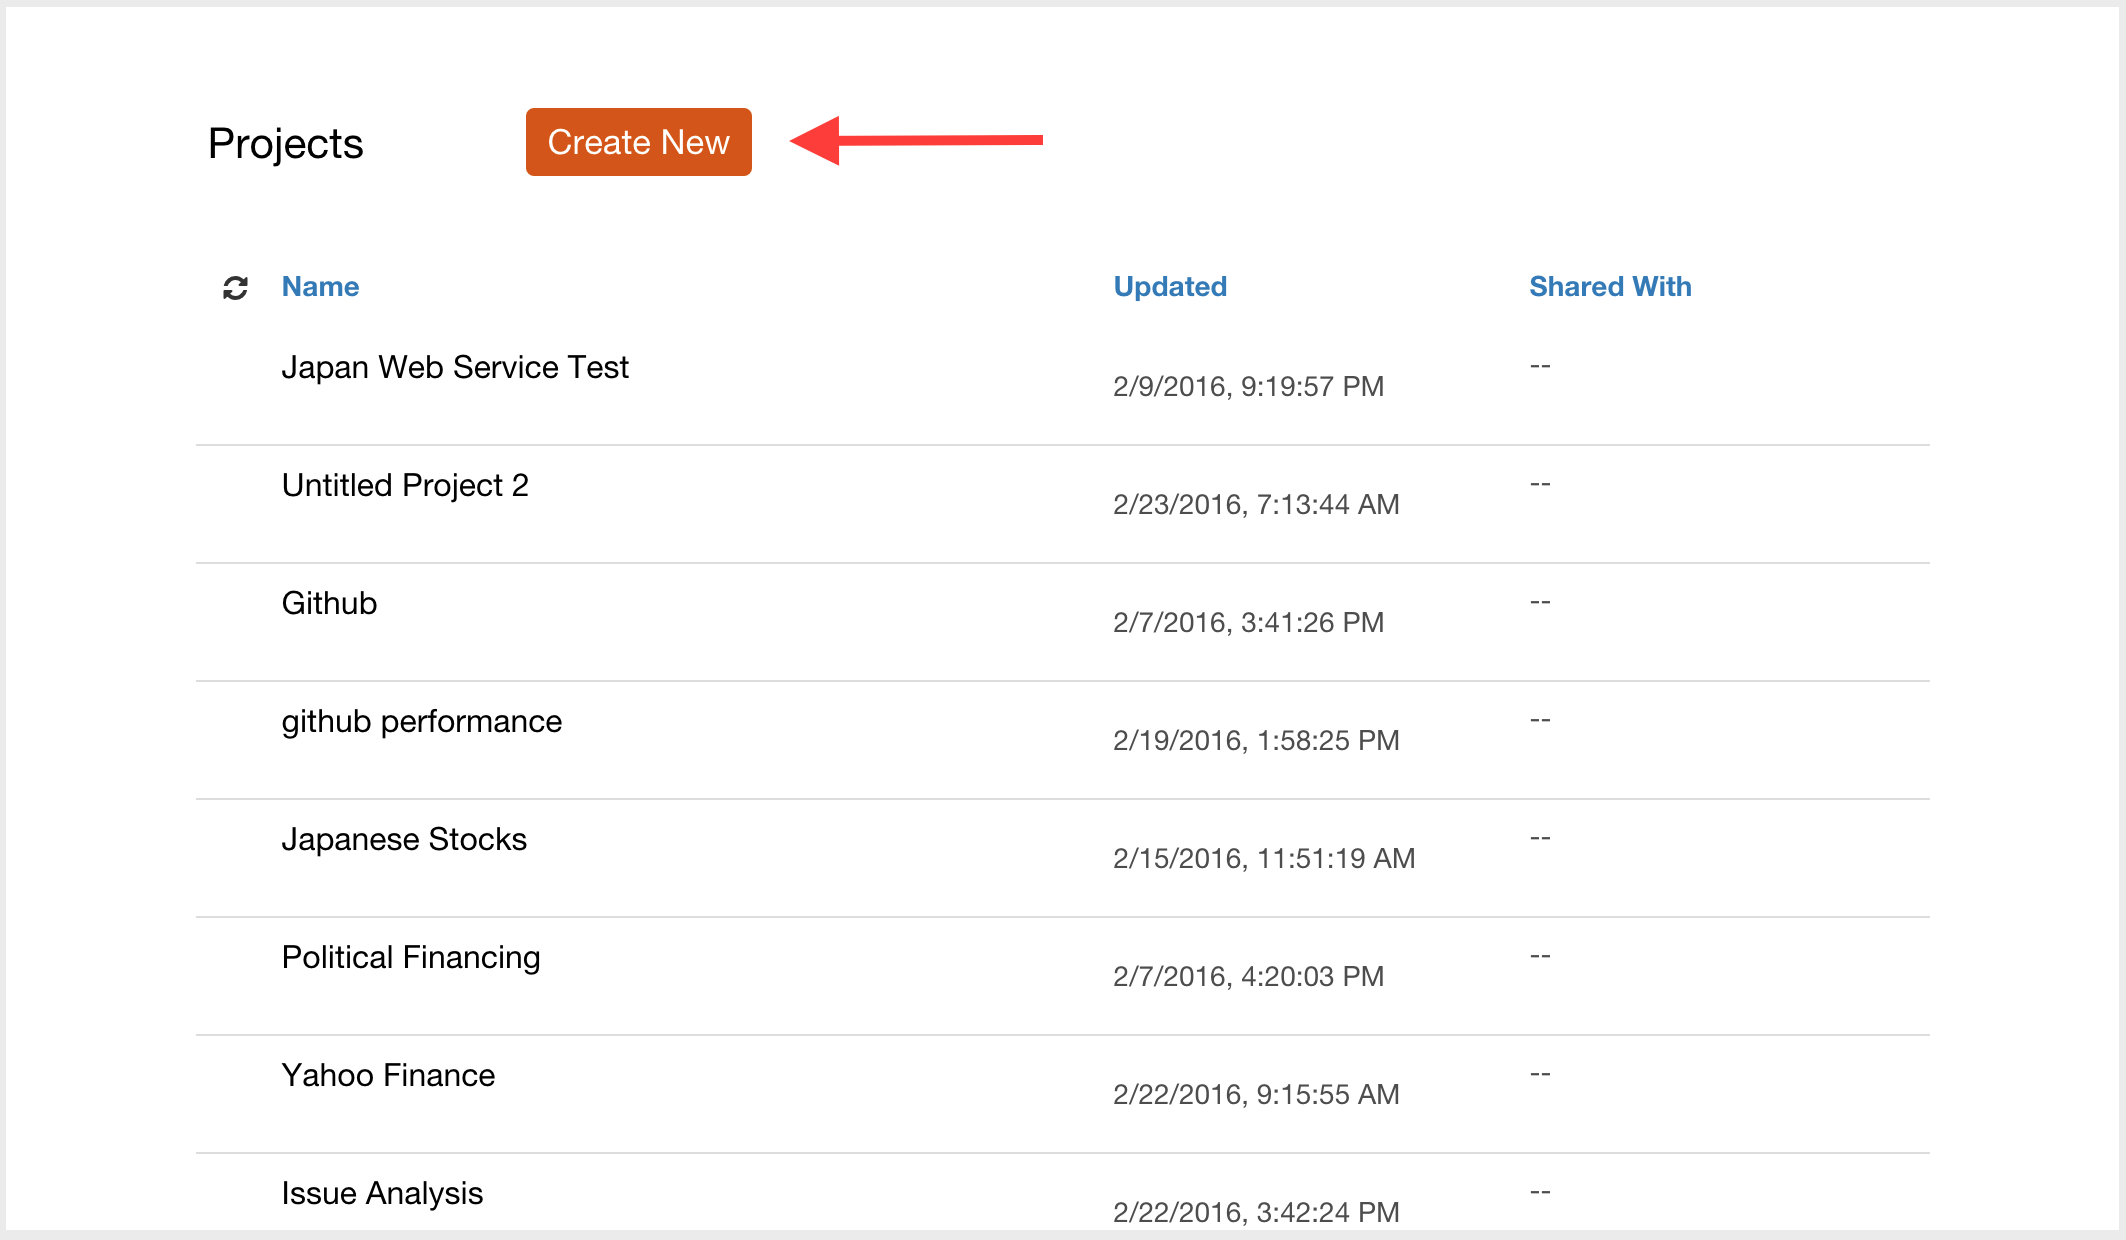 Projects Create New
Name Updated Shared With
Japan Web Service Test 2/9/2016, 9:19:57 PM --
Untitled Project 2 2/23/2016, 7:13:44 AM --
Github 2/7/2016, 3:41:26 PM --
github performance 2/19/2016, 1:58:25 PM --
Japanese Stocks 2/15/2016, 11:51:19 AM --
Political Financing 2/7/2016, 4:20:03 PM --
Yahoo Finance 2/22/2016, 9:15:55 AM --
Issue Analysis 2/22/2016, 3:42:24 PM --